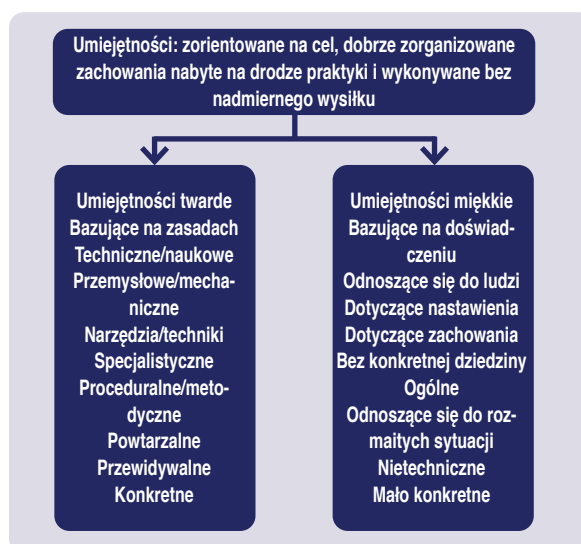 Umiejętności: zorientowane na cel, dobrze zorganizowane
zachowania nabyte na drodze praktyki i wykonywane bez
nadmiernego wysiłku
Umiejętności twarde
Bazujące na zasadach
Techniczne/naukowe
Przemysłowe/mecha-
niczne
Narzędzia/techniki
Specjalistyczne
Proceduralne/meto-
dyczne
Powtarzalne
Przewidywalne
Konkretne
Umiejętności miękkie
Bazujące na doświad-
czeniu
Odnoszące się do ludzi
Dotyczące nastawienia
Dotyczące zachowania
Bez konkretnej dziedziny
Ogólne
Odnoszące się do roz-
maitych sytuacji
Nietechniczne
Mało konkretne